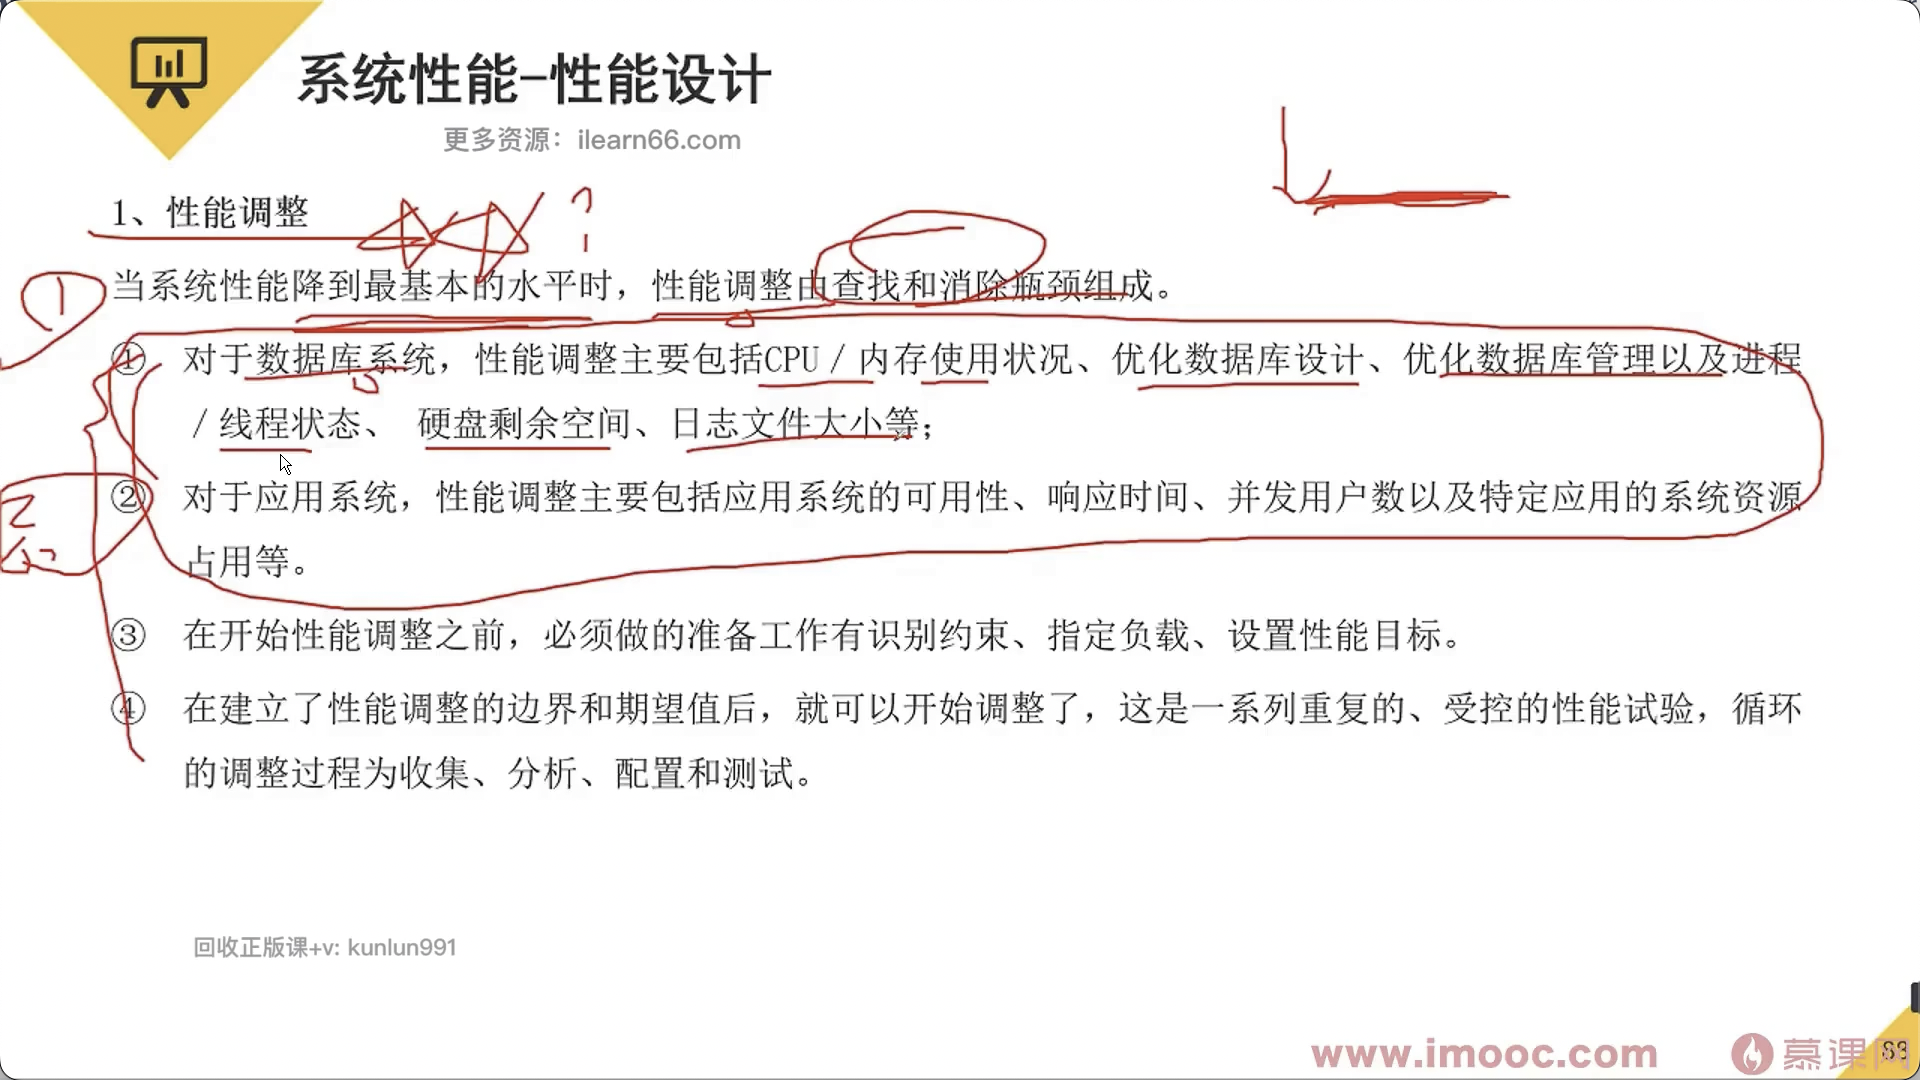 系统性能-性能设计
更多资源：ilearn66.com
1、性能调整
?
1
当系统性能降到最基本的水平时，性能调整由查找和消除瓶颈组成。
① 对于数据库系统，性能调整主要包括CPU／内存使用状况、优化数据库设计、优化数据库管理以及进程
／线程状态、 硬盘剩余空间、日志文件大小等；
② 对于应用系统，性能调整主要包括应用系统的可用性、响应时间、并发用户数以及特定应用的系统资源
占用等。
③ 在开始性能调整之前，必须做的准备工作有识别约束、指定负载、设置性能目标。
④ 在建立了性能调整的边界和期望值后，就可以开始调整了，这是一系列重复的、受控的性能试验，循环
的调整过程为收集、分析、配置和测试。
回收正版课+v: kunlun991
www.imooc.com 慕课网